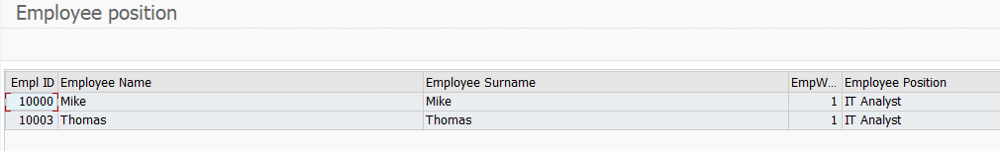 Employee position
Empl ID Employee Name Employee Surname EmpW... Employee Position
10000 Mike Mike 1 IT Analyst
10003 Thomas Thomas 1 IT Analyst